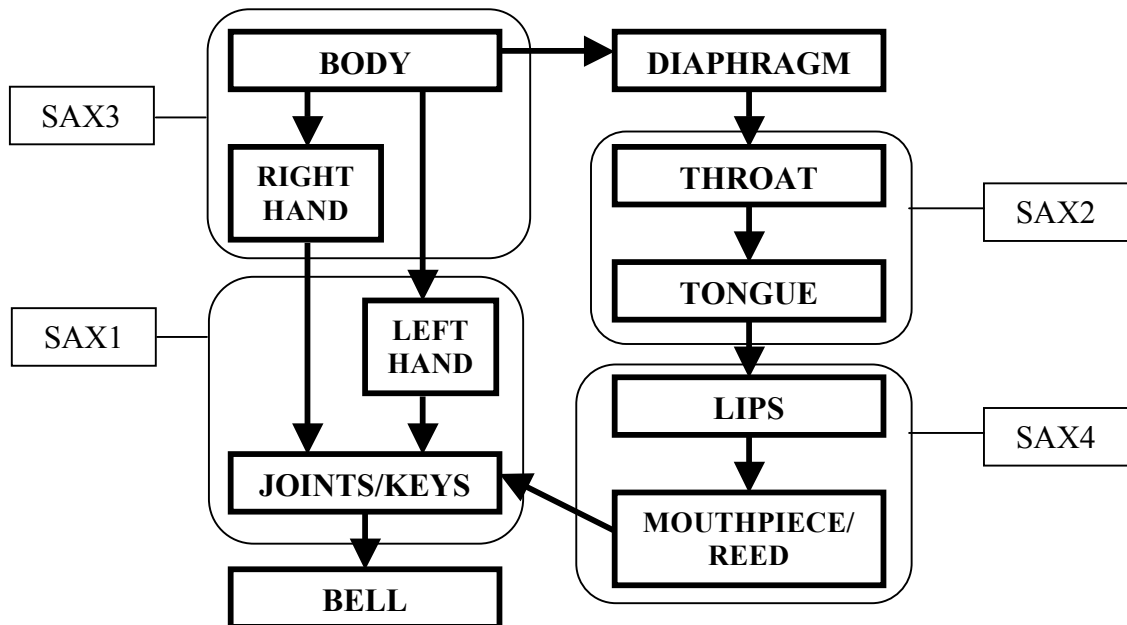 BODY
DIAPHRAGM
SAX3
RIGHT
HAND
THROAT
SAX2
TONGUE
SAX1
LEFT
HAND
LIPS
SAX4
JOINTS/KEYS
MOUTHPIECE/
REED
BELL